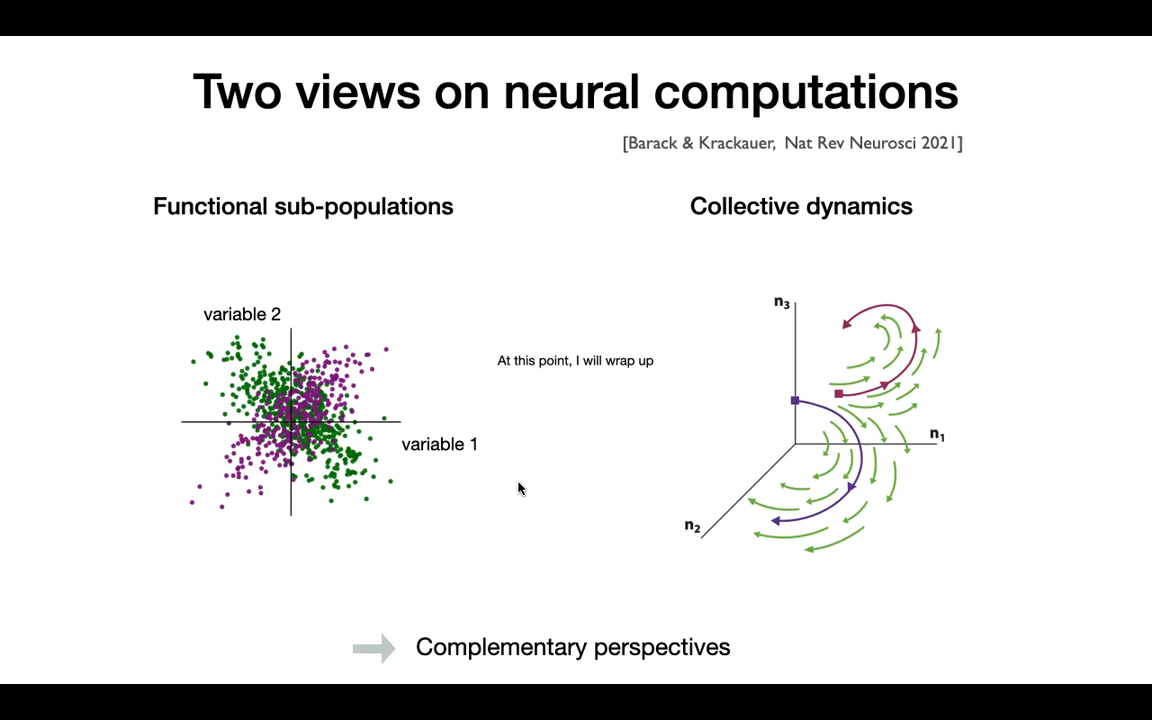 Two views on neural computations
[Barack & Krackauer, Nat Rev Neurosci 2021]
Functional sub-populations
Collective dynamics
variable 2
variable 1
At this point, I will wrap up
n3
n1
n2
Complementary perspectives